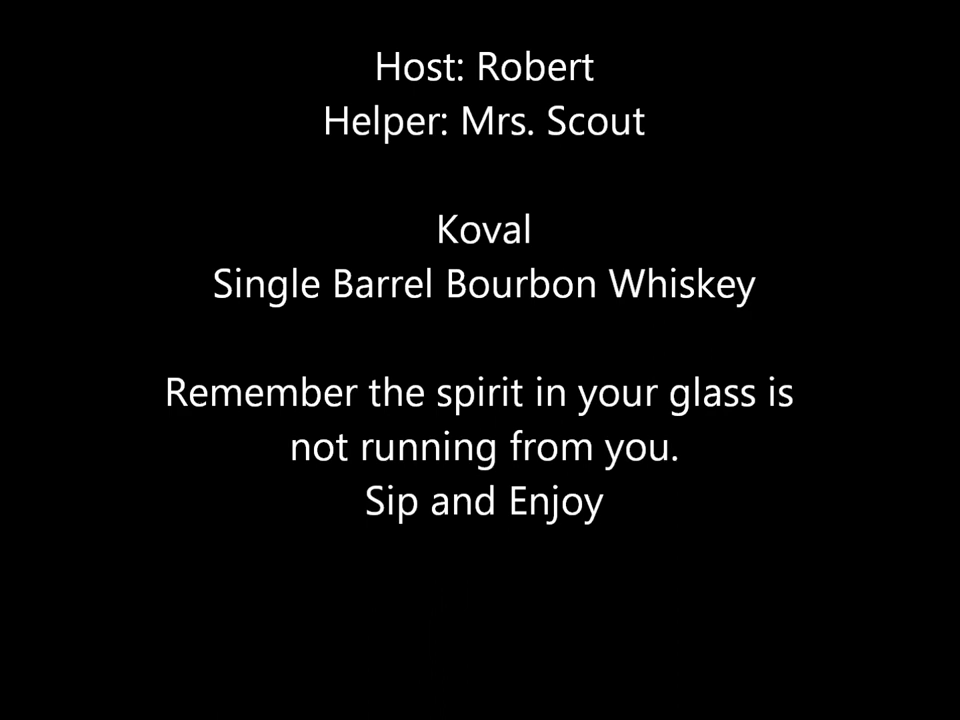 Host: Robert
Helper: Mrs. Scout
Koval
Single Barrel Bourbon Whiskey
Remember the spirit in your glass is
not running from you.
Sip and Enjoy